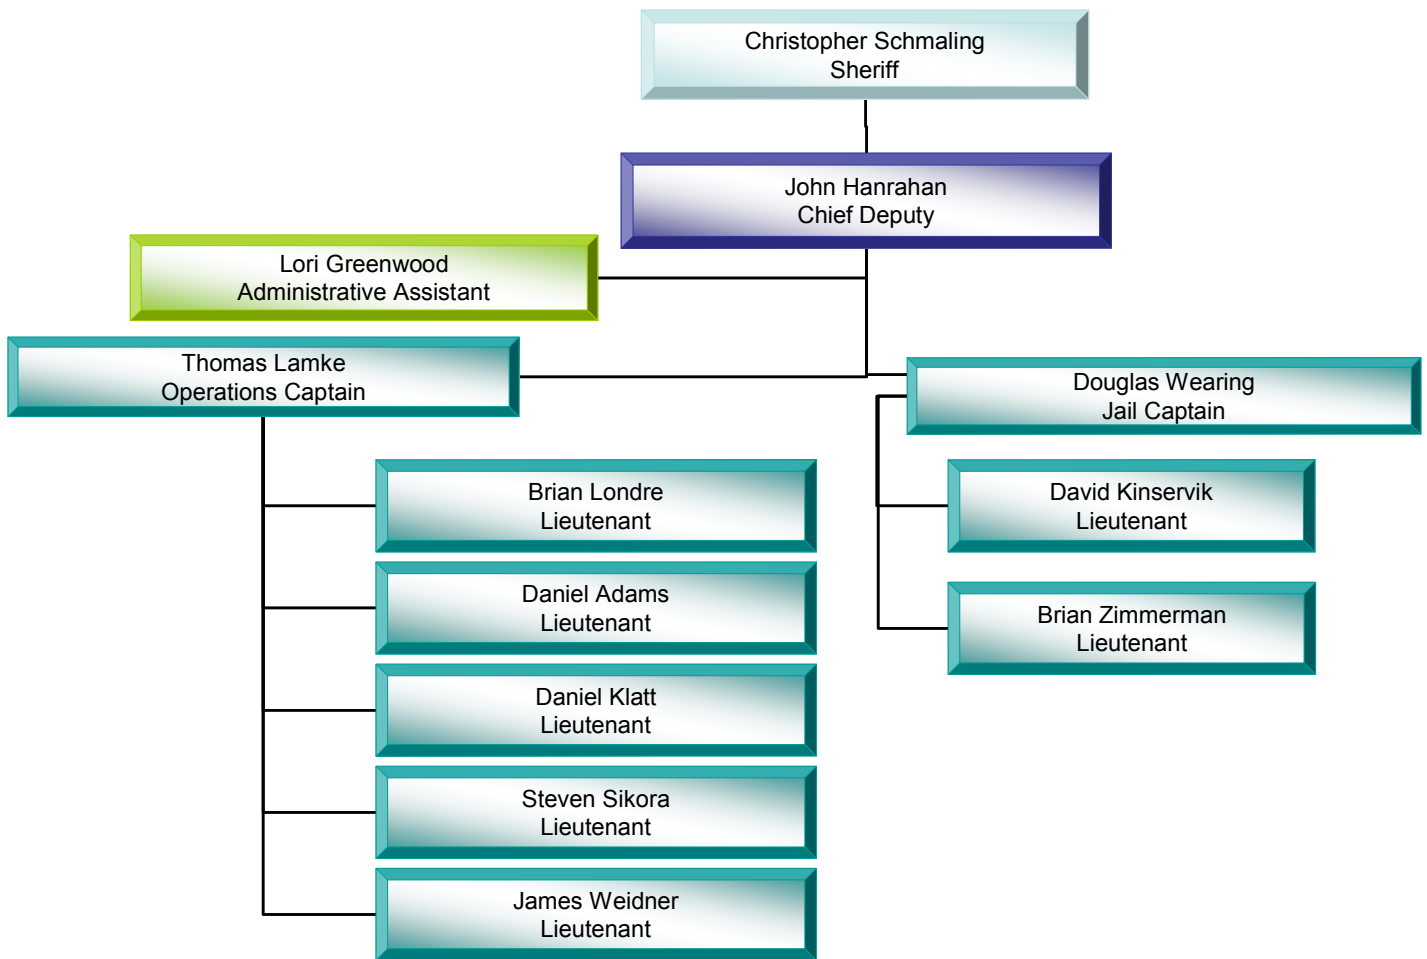 Christopher Schmaling
Sheriff
John Hanrahan
Chief Deputy
Lori Greenwood
Administrative Assistant
Thomas Lamke
Operations Captain
Douglas Wearing
Jail Captain
Brian Londre
Lieutenant
Daniel Adams
Lieutenant
Daniel Klatt
Lieutenant
Steven Sikora
Lieutenant
James Weidner
Lieutenant
David Kinservik
Lieutenant
Brian Zimmerman
Lieutenant